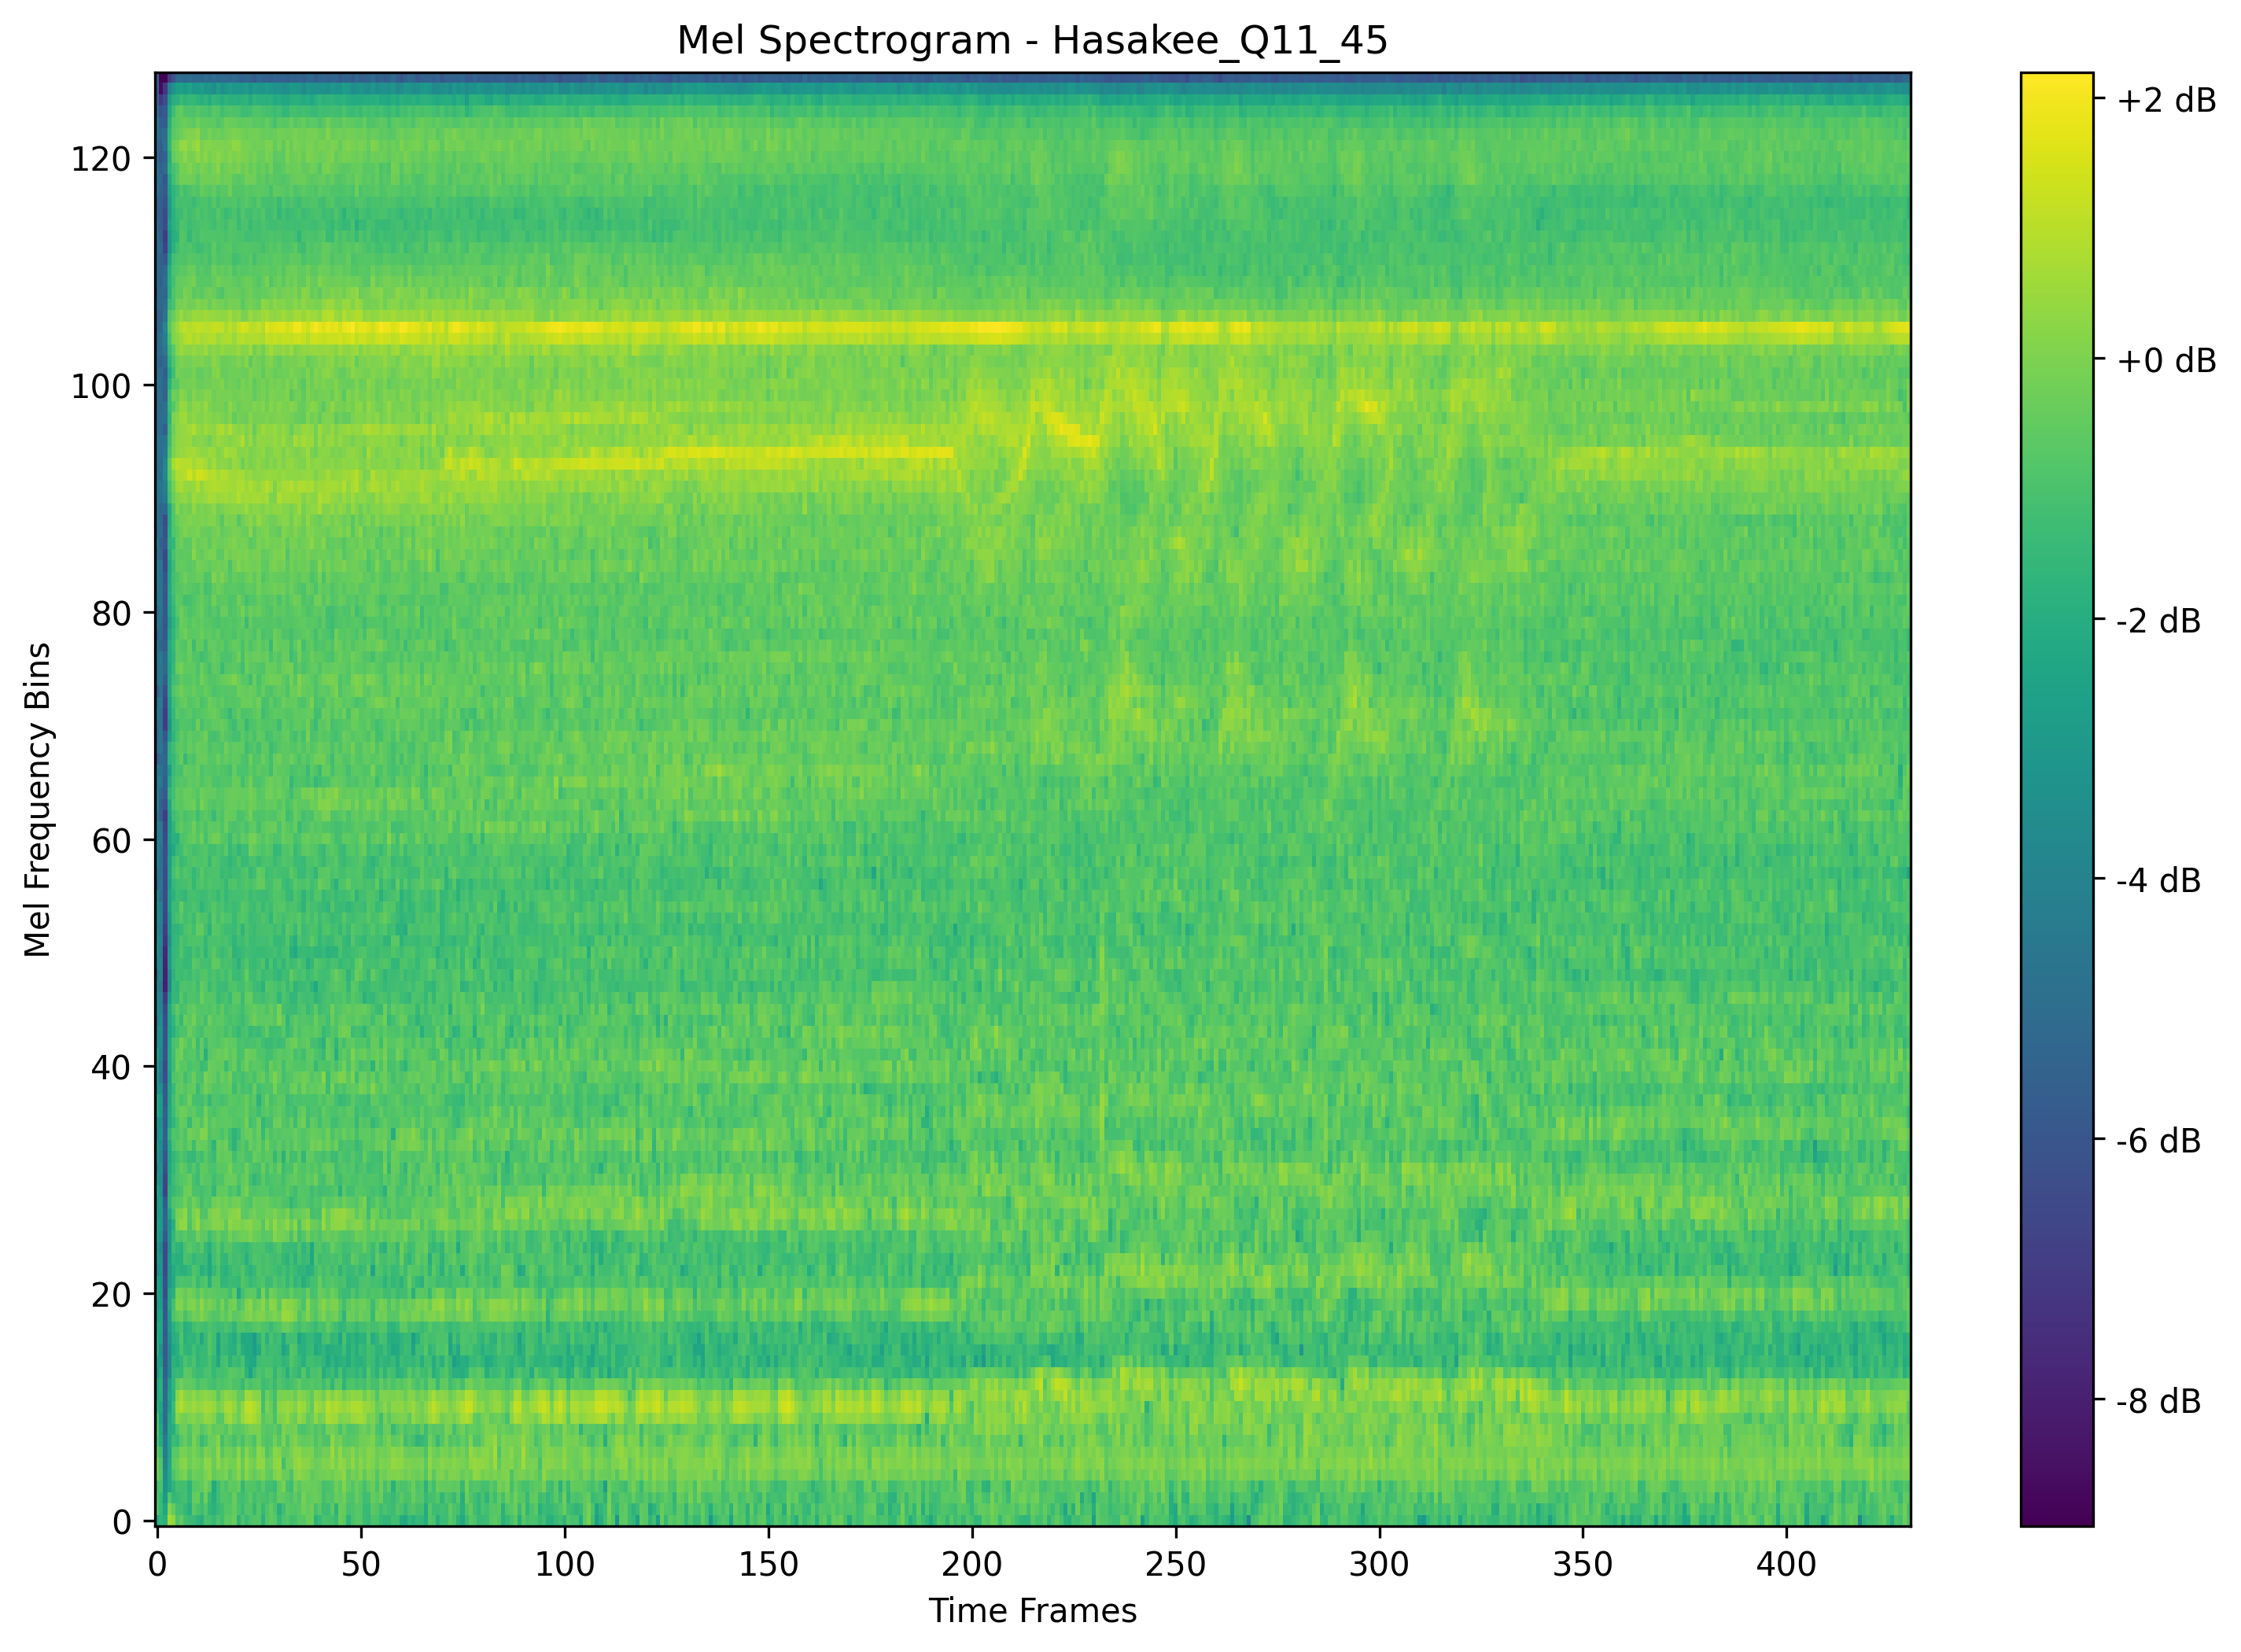 Mel Spectrogram - Hasakee_Q11_45
Mel Frequency Bins
120
100
80
60
40
20
0
0 50 100 150 200 250 300 350 400
Time Frames
+2 dB
+0 dB
-2 dB
-4 dB
-6 dB
-8 dB